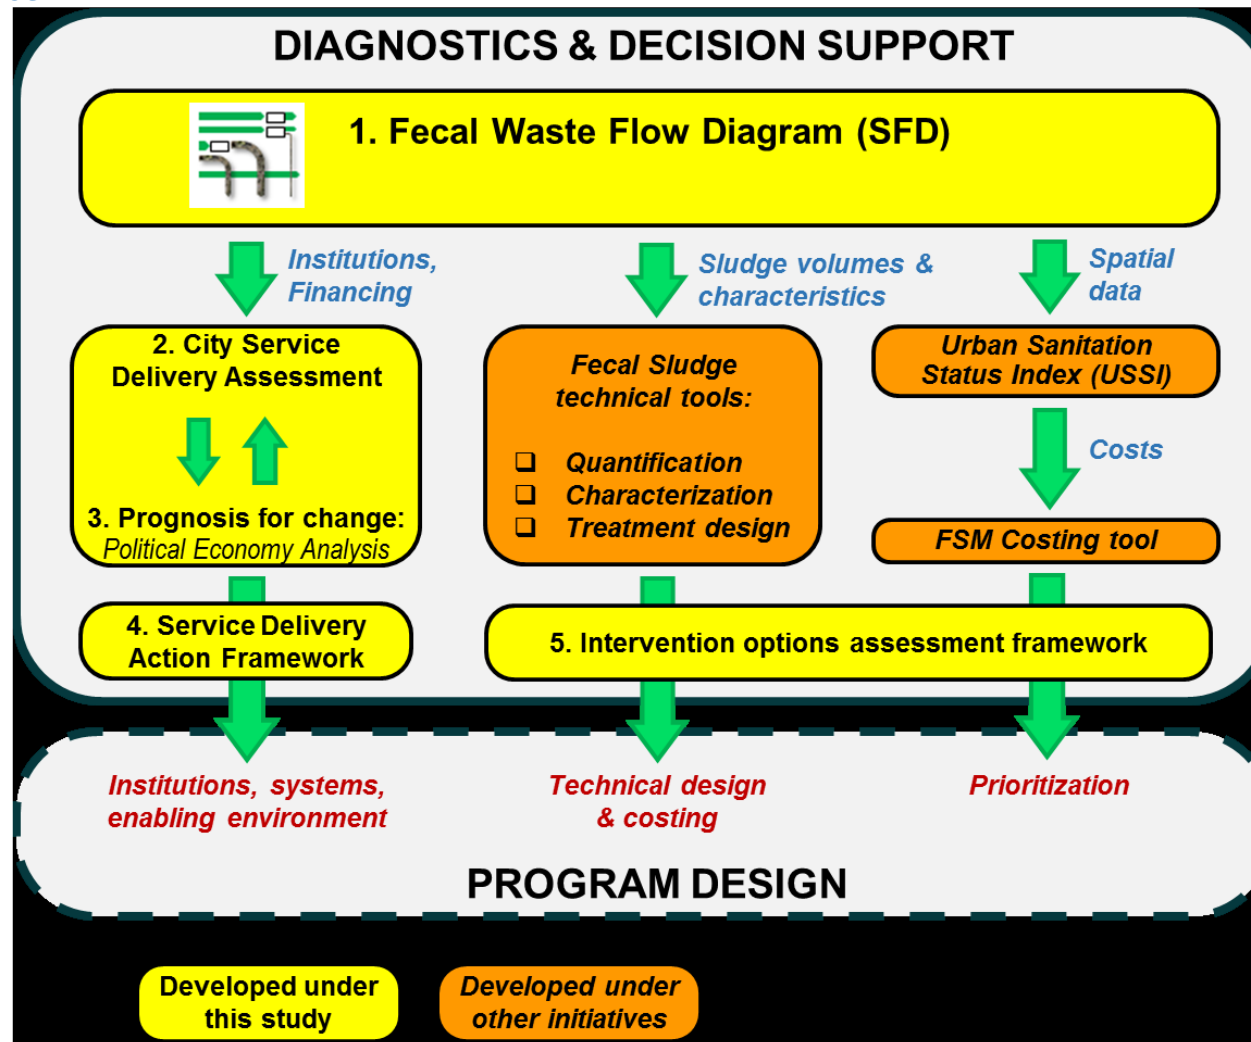 DIAGNOSTICS & DECISION SUPPORT
1. Fecal Waste Flow Diagram (SFD)
Institutions,
Financing
Sludge volumes &
characteristics
Spatial
data
2. City Service
Delivery Assessment
3. Prognosis for change:
Political Economy Analysis
Fecal Sludge
technical tools:
❑ Quantification
❑ Characterization
❑ Treatment design
Urban Sanitation
Status Index (USSI)
Costs
FSM Costing tool
4. Service Delivery
Action Framework
5. Intervention options assessment framework
Institutions, systems,
enabling environment
Technical design
& costing
Prioritization
PROGRAM DESIGN
Developed under
this study
Developed under
other initiatives